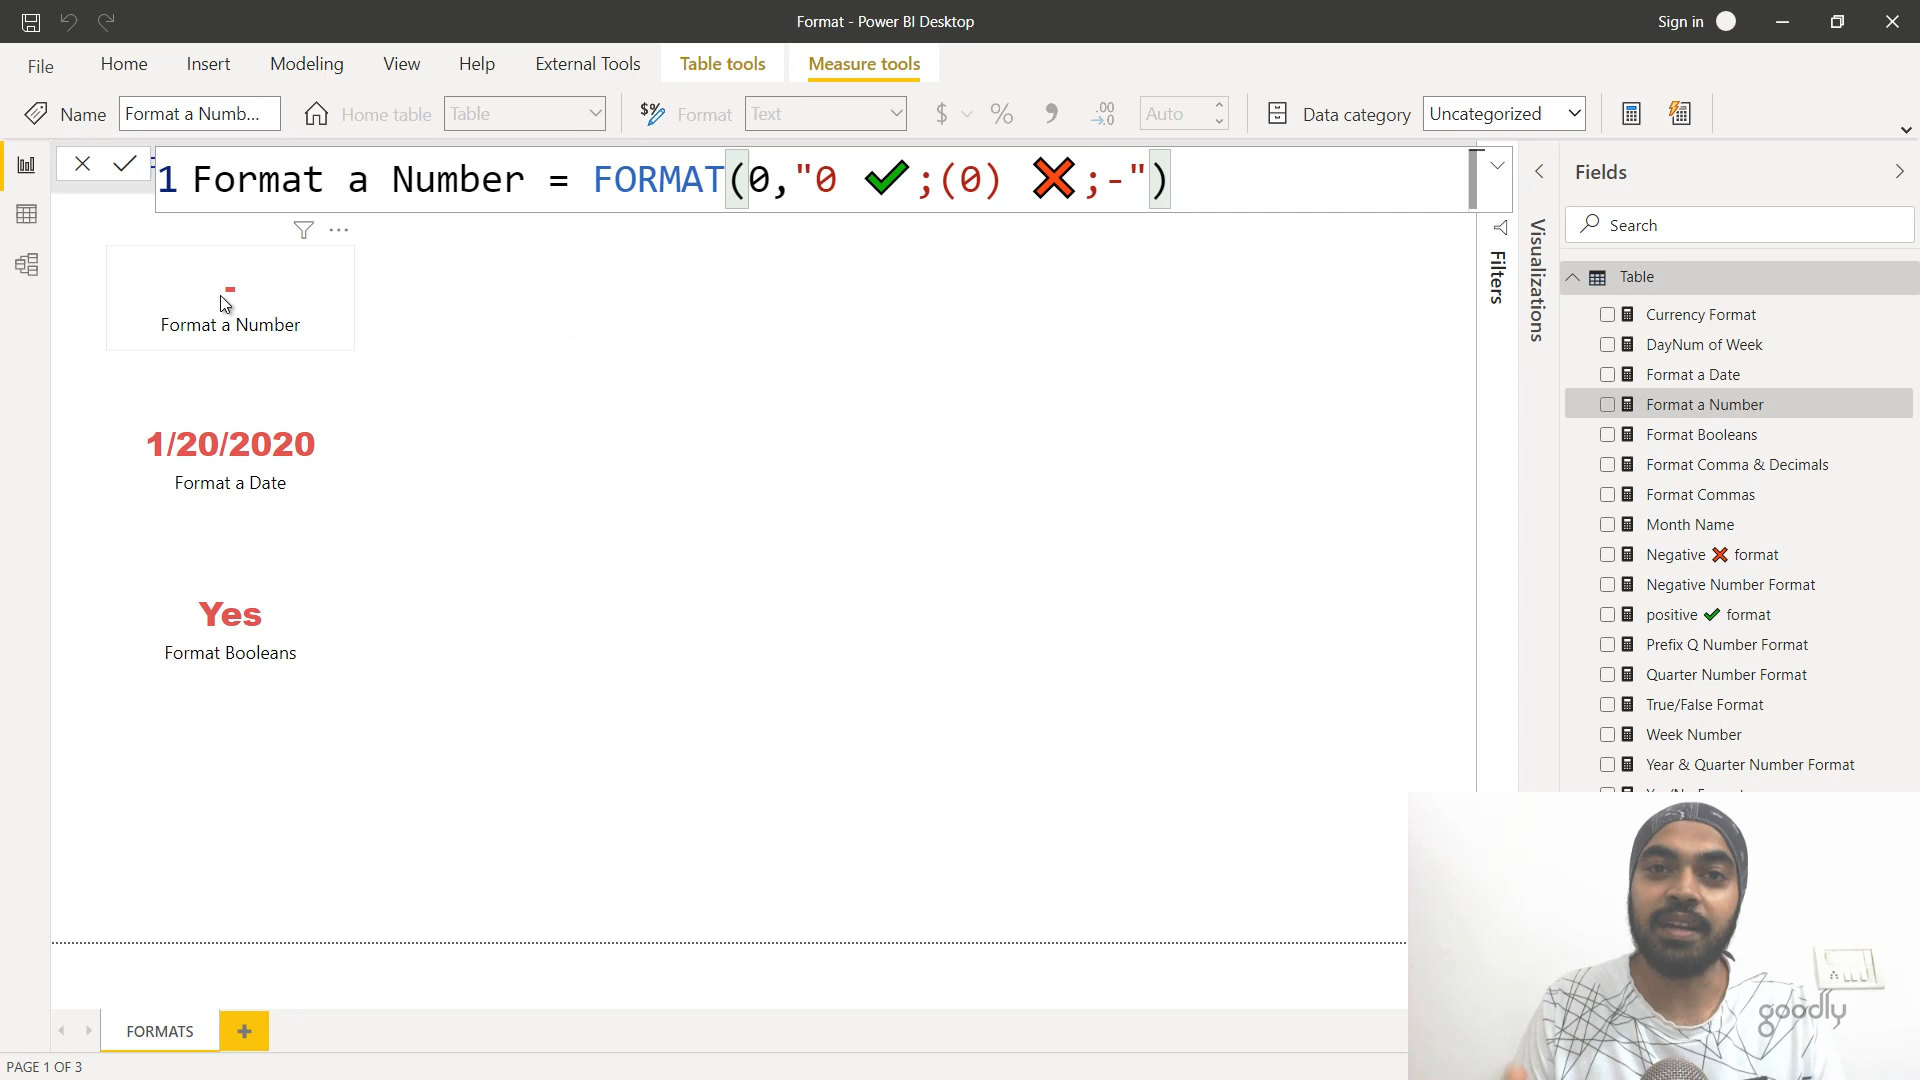 Format - Power BI Desktop
Sign in
File Home Insert Modeling View Help External Tools Table tools Measure tools
Name Format a Numb... Home table Table Format Text $ % Auto Data category Uncategorized
1 Format a Number = FORMAT(0,"0 ✔;(0) ❌;-")
-
Format a Number
1/20/2020
Format a Date
Yes
Format Booleans
Filters
Visualizations
Fields
Search
Table
Currency Format
DayNum of Week
Format a Date
Format a Number
Format Booleans
Format Comma & Decimals
Format Commas
Month Name
Negative ❌ format
Negative Number Format
positive ✔ format
Prefix Q Number Format
Quarter Number Format
True/False Format
Week Number
Year & Quarter Number Format
FORMATS
PAGE 1 OF 3
goodly